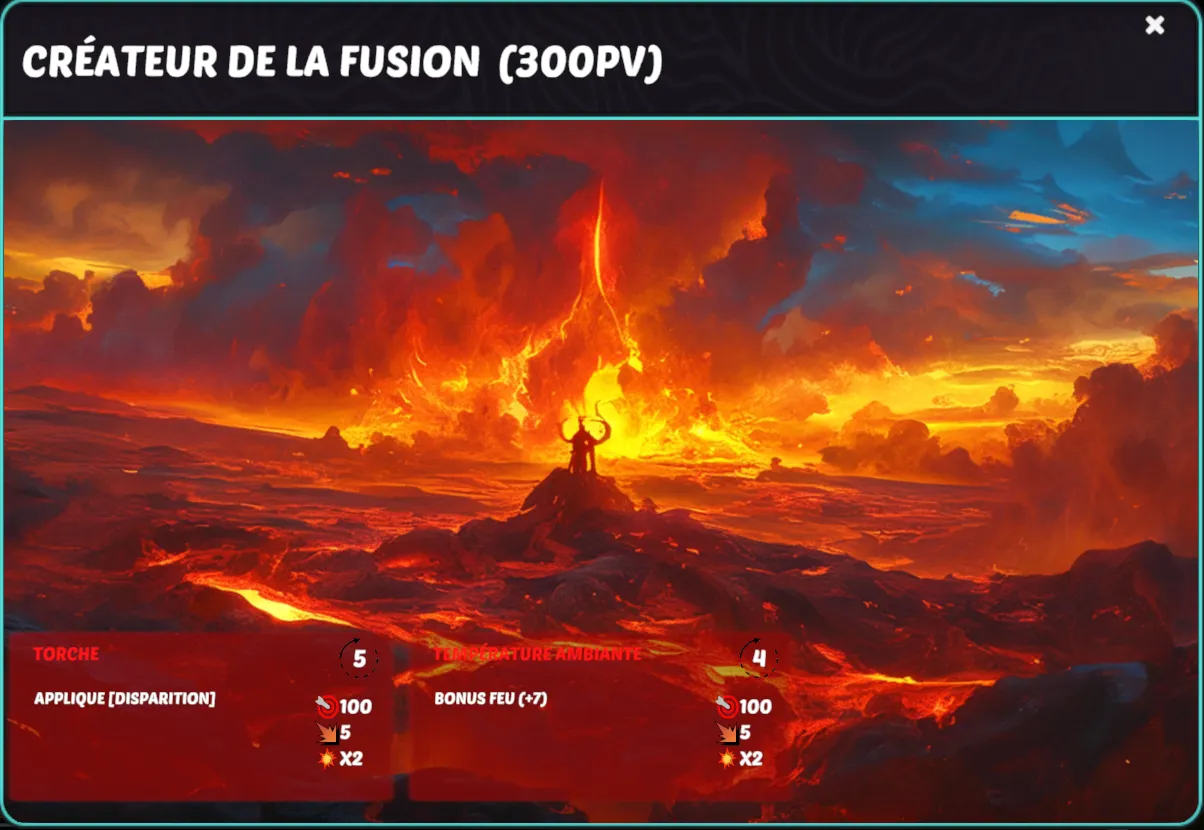 CRÉATEUR DE LA FUSION (300PV)
TORCHE
5
APPLIQUE [DISPARITION]
100
5
X2
TEMPÉRATURE AMBIANTE
4
BONUS FEU (+7)
100
5
X2